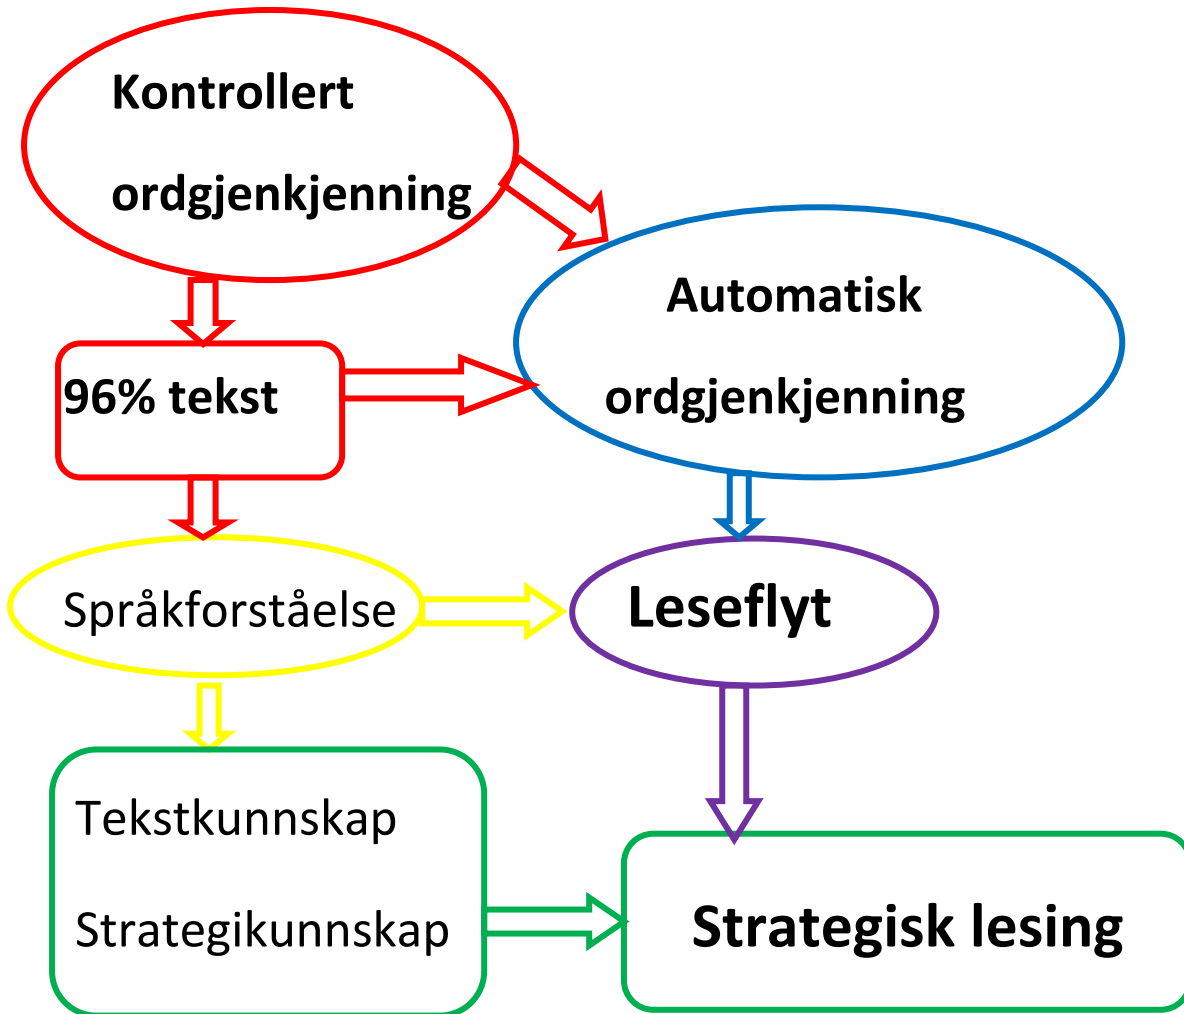 Kontrollert
ordgjenkjenning
Automatisk
ordgjenkjenning
96% tekst
Språkforståelse
Leseflyt
Tekstkunnskap
Strategikunnskap
Strategisk lesing